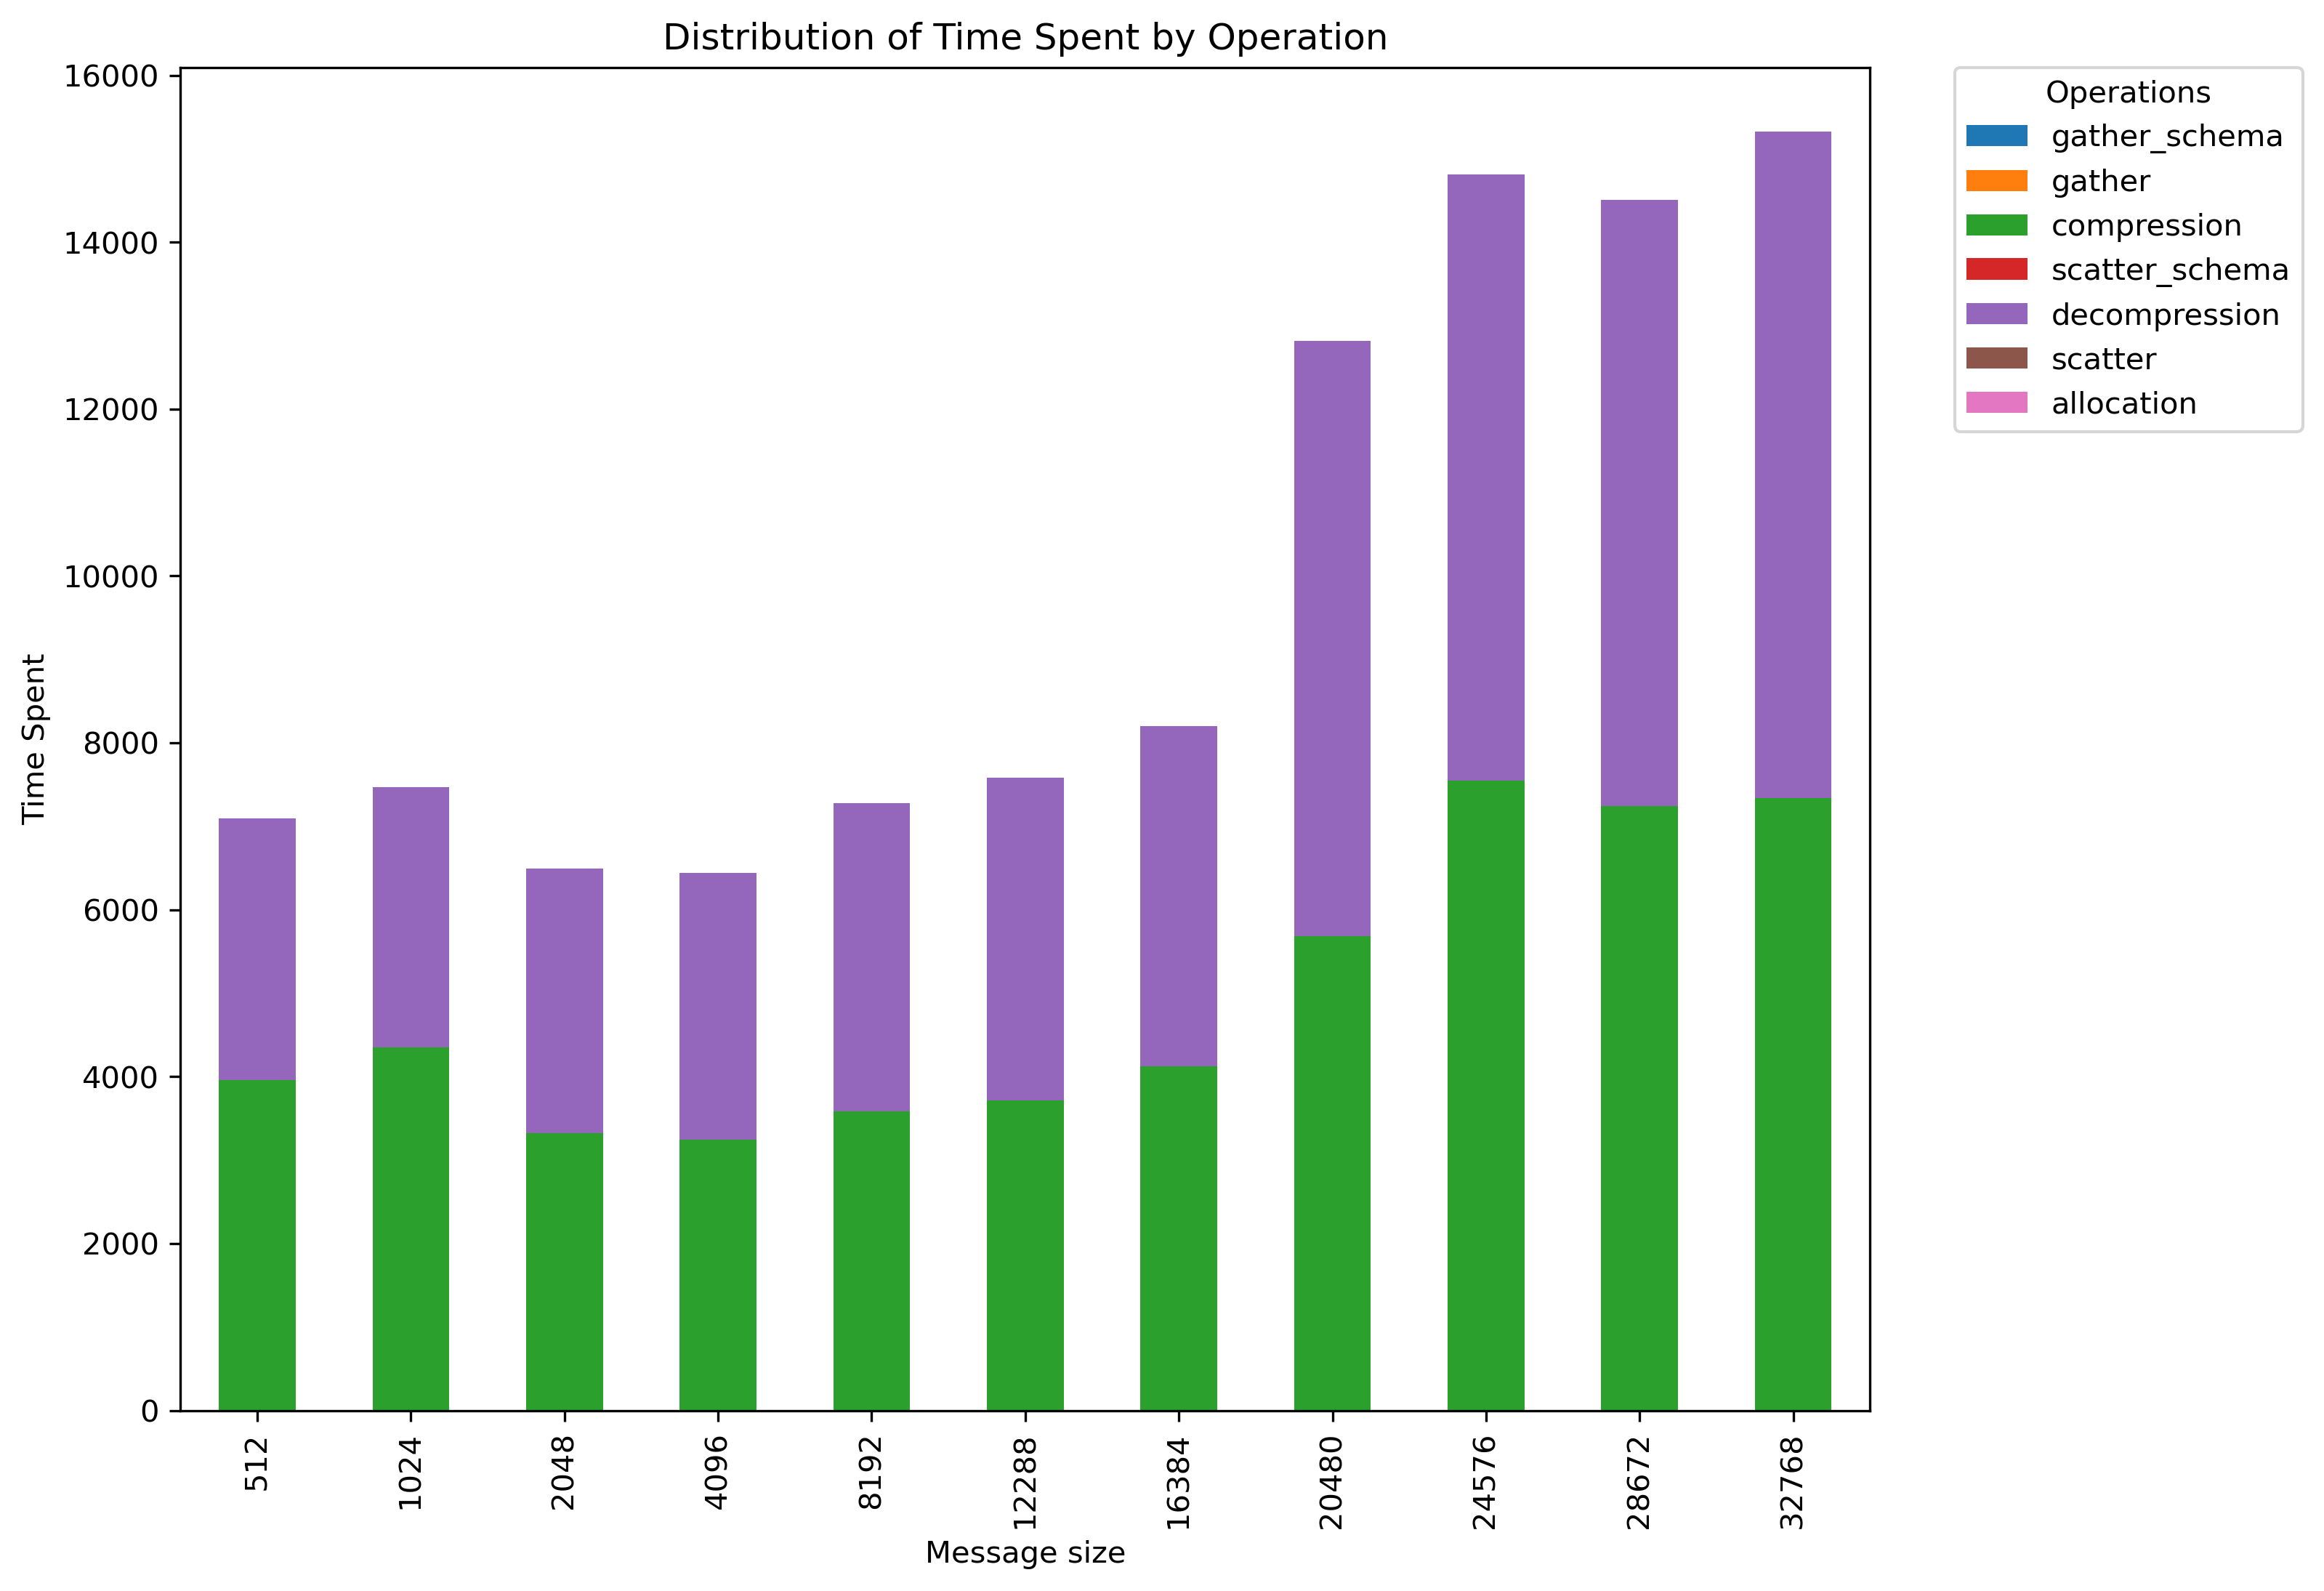 Distribution of Time Spent by Operation
16000
14000
12000
10000
8000
6000
4000
2000
0
Time Spent
512
1024
2048
4096
8192
12288
16384
20480
24576
28672
32768
Message size
Operations
gather_schema
gather
compression
scatter_schema
decompression
scatter
allocation